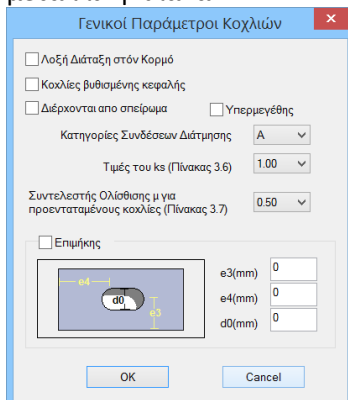 Γενικοί Παράμετροι Κοχλιών
Λοξή Διάταξη στόν Κορμό
Κοχλίες βυθισμένης κεφαλής
Διέρχονται απο σπείρωμα
Υπερμεγέθης
Κατηγορίες Συνδέσεων Διάτμησης
A
Τιμές του ks (Πίνακας 3.6)
1.00
Συντελεστής Ολίσθισης μ για
προεντεταμένους κοχλίες (Πίνακας 3.7)
0.50
Επιμήκης
e4
d0
e3
e3(mm) 0
e4(mm) 0
d0(mm) 0
OK
Cancel